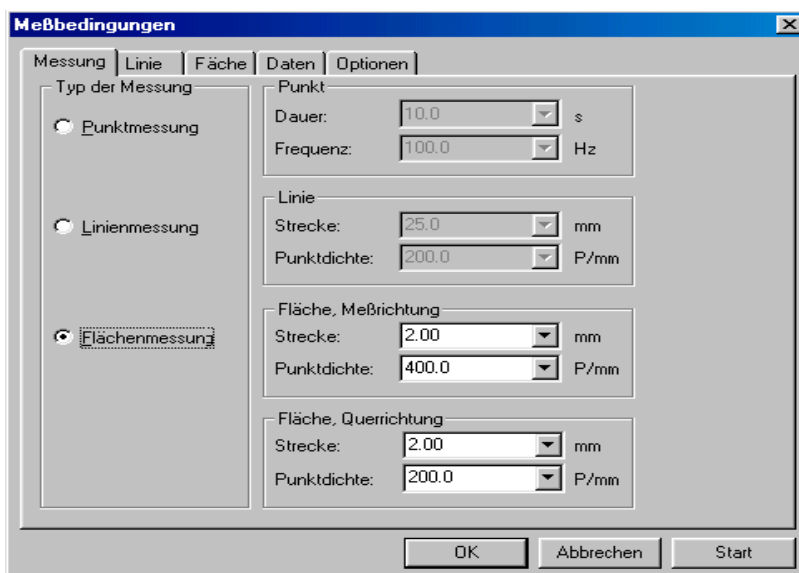 Meßbedingungen
Messung Linie Fäche Daten Optionen
Typ der Messung
Punktmessung
Linienmessung
Flächenmessung
Punkt
Dauer: 10.0 s
Frequenz: 100.0 Hz
Linie
Strecke: 25.0 mm
Punktdichte: 200.0 P/mm
Fläche, Meßrichtung
Strecke: 2.00 mm
Punktdichte: 400.0 P/mm
Fläche, Querrichtung
Strecke: 2.00 mm
Punktdichte: 200.0 P/mm
OK Abbrechen Start